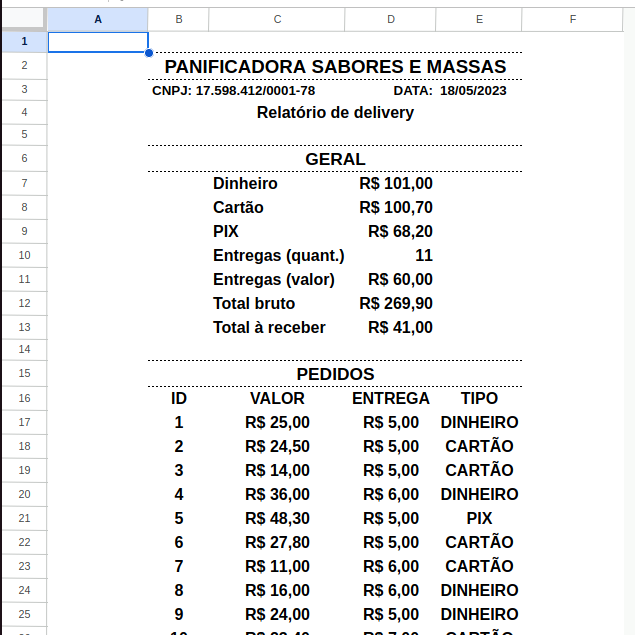 A B C D E F
1
2 PANIFICADORA SABORES E MASSAS
3 CNPJ: 17.598.412/0001-78 DATA: 18/05/2023
4 Relatório de delivery
5
6 GERAL
7 Dinheiro R$ 101,00
8 Cartão R$ 100,70
9 PIX R$ 68,20
10 Entregas (quant.) 11
11 Entregas (valor) R$ 60,00
12 Total bruto R$ 269,90
13 Total à receber R$ 41,00
14
15 PEDIDOS
16 ID VALOR ENTREGA TIPO
17 1 R$ 25,00 R$ 5,00 DINHEIRO
18 2 R$ 24,50 R$ 5,00 CARTÃO
19 3 R$ 14,00 R$ 5,00 CARTÃO
20 4 R$ 36,00 R$ 6,00 DINHEIRO
21 5 R$ 48,30 R$ 5,00 PIX
22 6 R$ 27,80 R$ 5,00 CARTÃO
23 7 R$ 11,00 R$ 6,00 CARTÃO
24 8 R$ 16,00 R$ 6,00 DINHEIRO
25 9 R$ 24,00 R$ 5,00 DINHEIRO